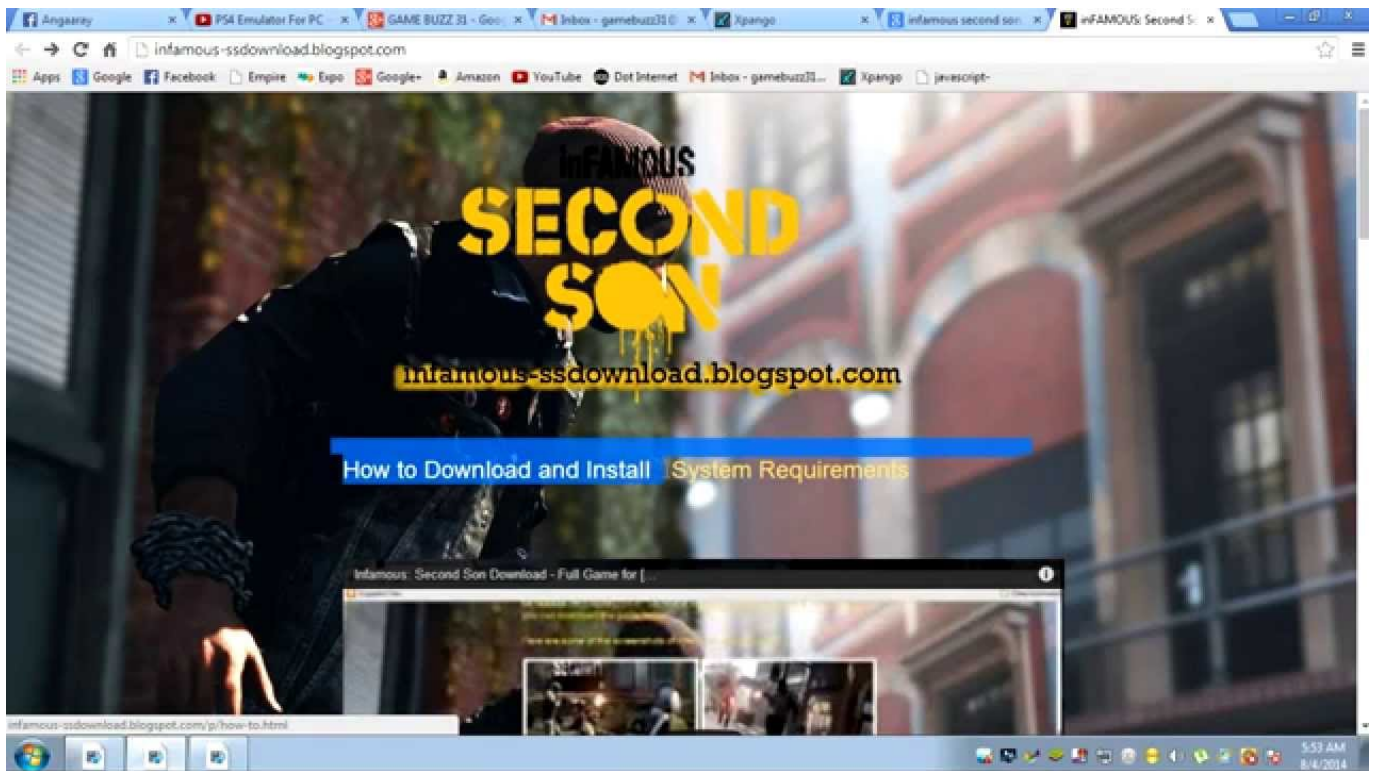 Angaaray
PS4 Emulator For PC -
GAME BUZZ 31 - Goo
Inbox - gamebuzz31@
Xpango
infamous second son
inFAMOUS: Second S
infamous-ssdownload.blogspot.com
Apps Google Facebook Empire Expo Google+ Amazon YouTube Dot Internet Inbox - gamebuzz31... Xpango javascript-
inFAMOUS
SECOND
SON
infamous-ssdownload.blogspot.com
How to Download and Install System Requirements
Infamous: Second Son Download - Full Game for [...
infamous-ssdownload.blogspot.com/p/how-to.html
5:53 AM
8/4/2014